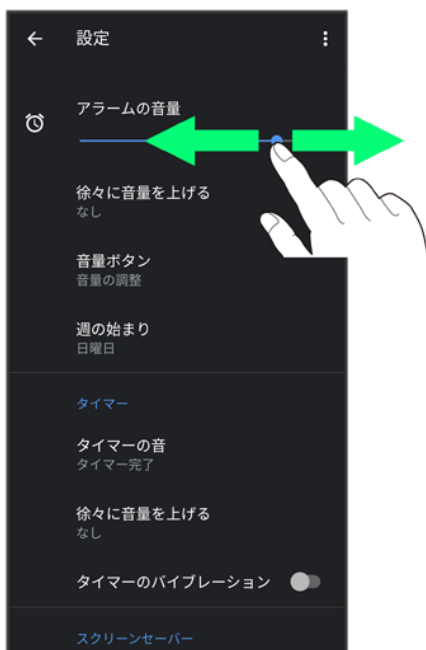 設定
アラームの音量
徐々に音量を上げる
なし
音量ボタン
音量の調整
週の始まり
日曜日
タイマー
タイマーの音
タイマー完了
徐々に音量を上げる
なし
タイマーのバイブレーション
スクリーンセーバー